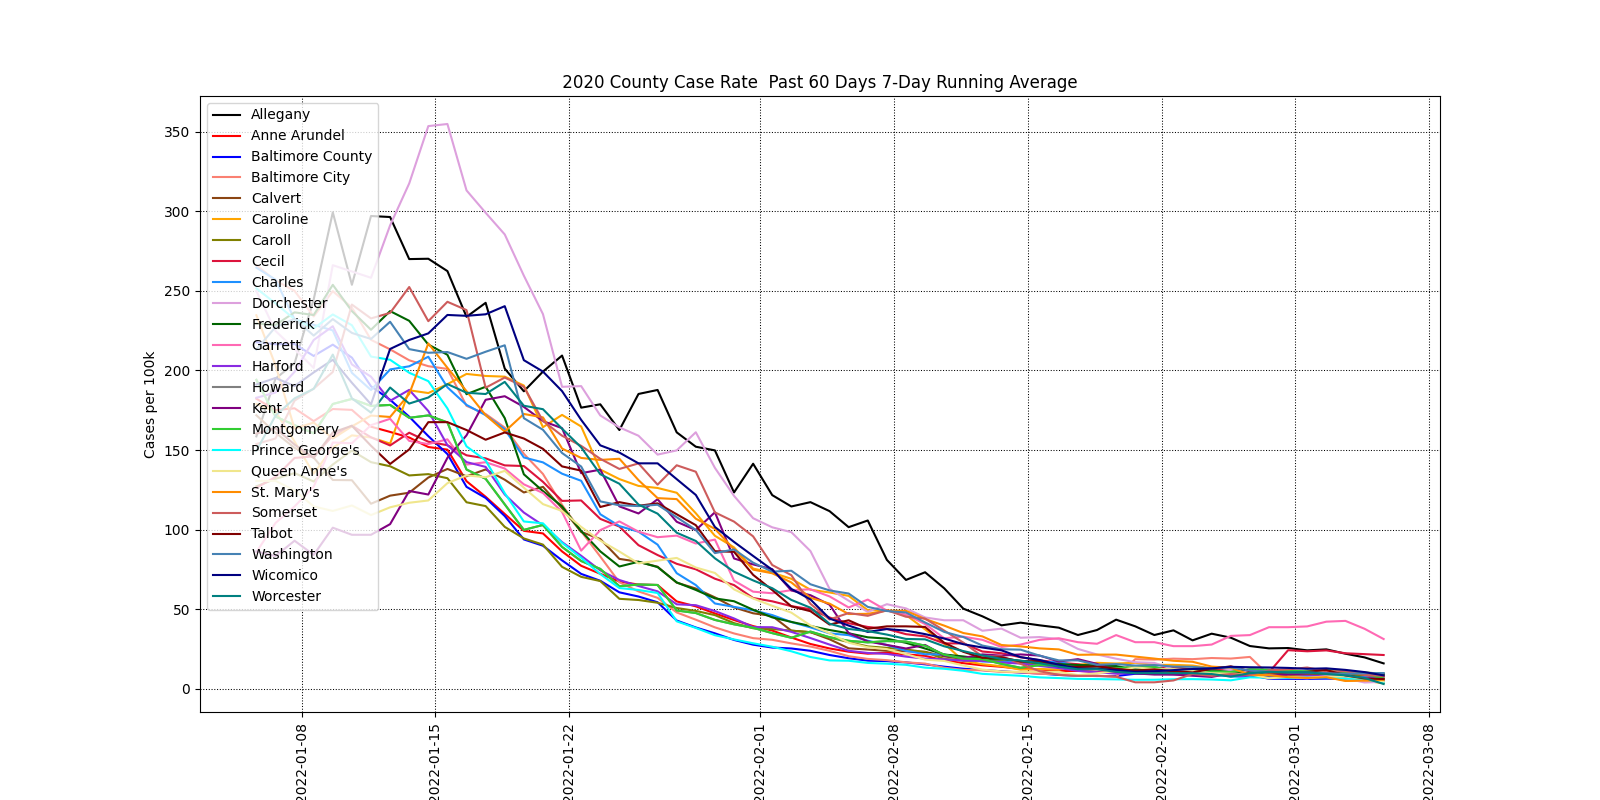 2020 County Case Rate  Past 60 Days 7-Day Running Average
Cases per 100k
350
300
250
200
150
100
50
0
Allegany
Anne Arundel
Baltimore County
Baltimore City
Calvert
Caroline
Caroll
Cecil
Charles
Dorchester
Frederick
Garrett
Harford
Howard
Kent
Montgomery
Prince George's
Queen Anne's
St. Mary's
Somerset
Talbot
Washington
Wicomico
Worcester
2022-01-08
2022-01-15
2022-01-22
2022-02-01
2022-02-08
2022-02-15
2022-02-22
2022-03-01
2022-03-08